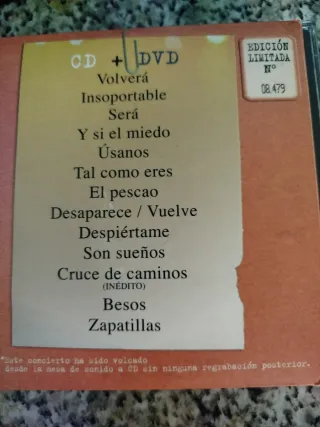 CD + DVD
EDICIÓN
LIMITADA
Nº
08.479
Volverá
Insoportable
Será
Y si el miedo
Úsanos
Tal como eres
El pescao
Desaparece / Vuelve
Despiértame
Son sueños
Cruce de caminos
(INÉDITO)
Besos
Zapatillas
*Este concierto ha sido volcado
desde la mesa de sonido a CD sin ninguna regrabación posterior.